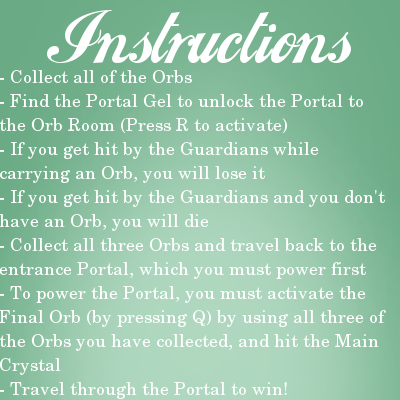 Instructions
- Collect all of the Orbs
- Find the Portal Gel to unlock the Portal to
the Orb Room (Press R to activate)
- If you get hit by the Guardians while
carrying an Orb, you will lose it
- If you get hit by the Guardians and you don't
have an Orb, you will die
- Collect all three Orbs and travel back to the
entrance Portal, which you must power first
- To power the Portal, you must activate the
Final Orb (by pressing Q) by using all three of
the Orbs you have collected, and hit the Main
Crystal
- Travel through the Portal to win!